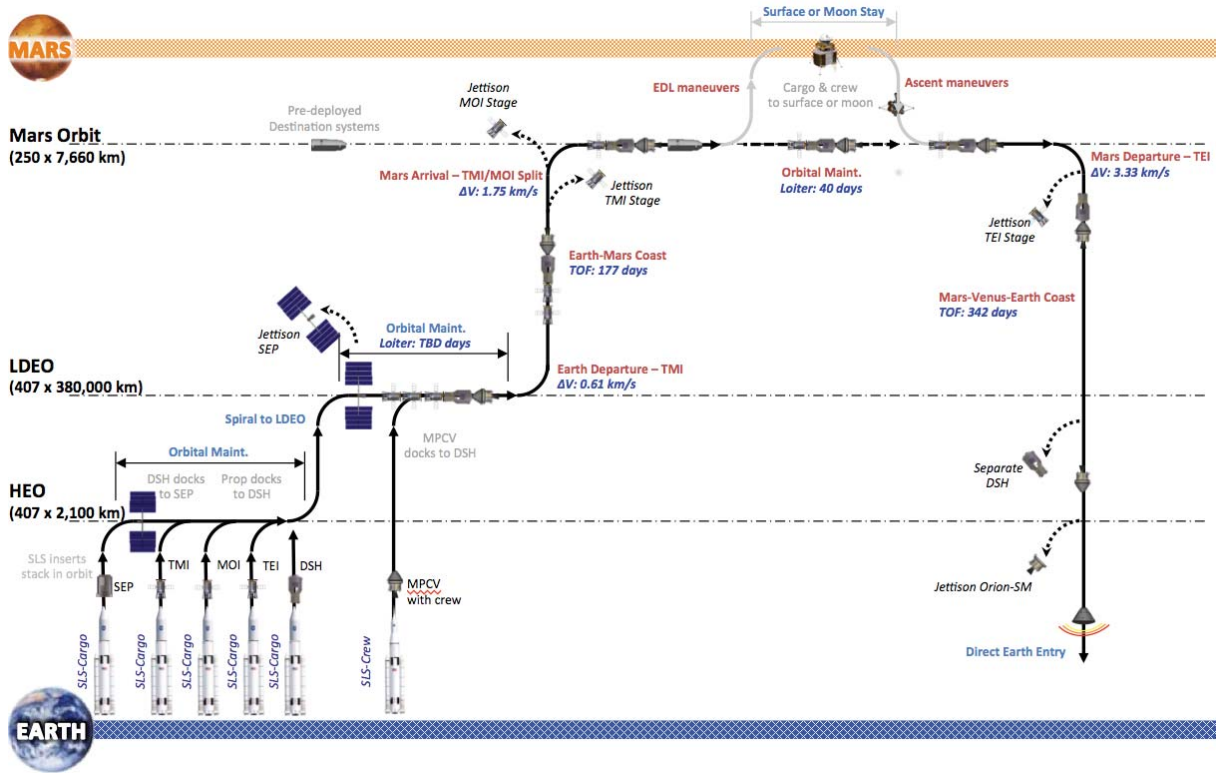 Surface or Moon Stay
MARS
EDL maneuvers
Cargo & crew
to surface or moon
Ascent maneuvers
Jettison
MOI Stage
Pre-deployed
Destination systems
Mars Orbit
(250 x 7,660 km)
Mars Arrival – TMI/MOI Split
ΔV: 1.75 km/s
Jettison
TMI Stage
Orbital Maint.
Loiter: 40 days
Mars Departure – TEI
ΔV: 3.33 km/s
Jettison
TEI Stage
Earth-Mars Coast
TOF: 177 days
Mars-Venus-Earth Coast
TOF: 342 days
Jettison
SEP
Orbital Maint.
Loiter: TBD days
LDEO
(407 x 380,000 km)
Earth Departure – TMI
ΔV: 0.61 km/s
Spiral to LDEO
MPCV
docks to DSH
Orbital Maint.
DSH docks
to SEP
Prop docks
to DSH
Separate
DSH
HEO
(407 x 2,100 km)
SLS inserts
stack in orbit
SEP
TMI
MOI
TEI
DSH
MPCV
with crew
Jettison Orion-SM
SLS-Cargo
SLS-Cargo
SLS-Cargo
SLS-Cargo
SLS-Cargo
SLS-Crew
Direct Earth Entry
EARTH